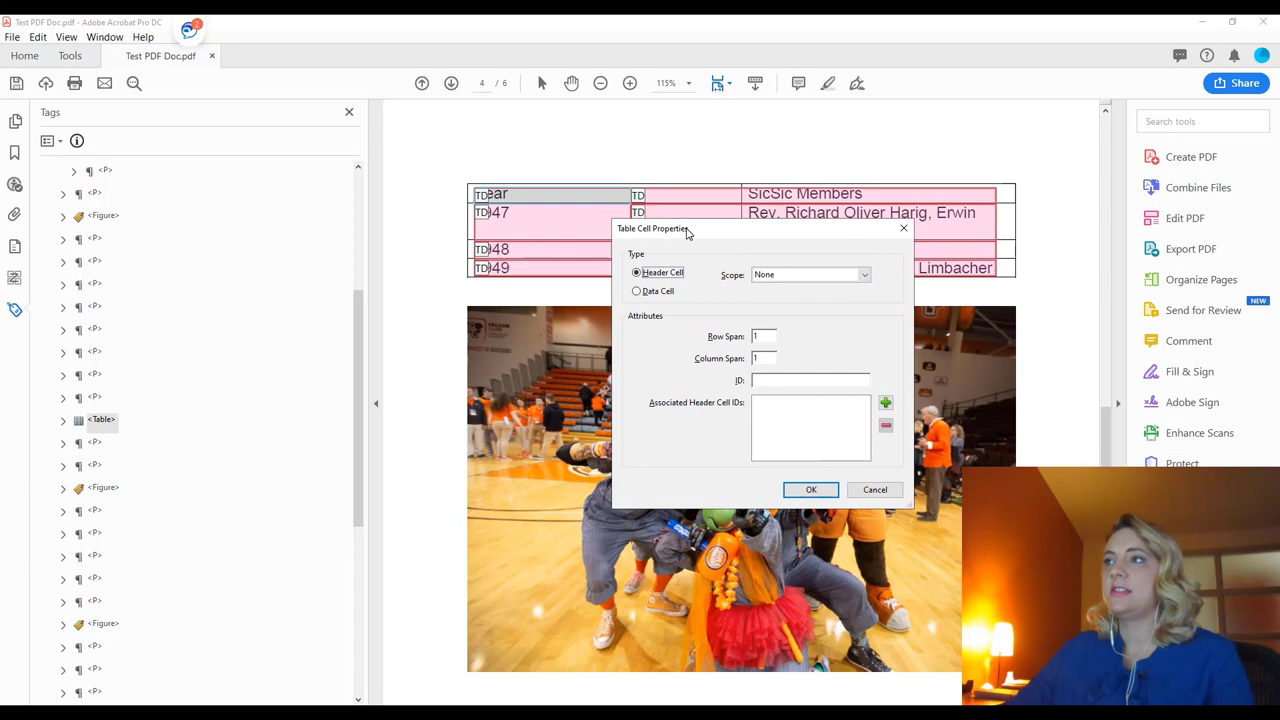 Test PDF Doc.pdf - Adobe Acrobat Pro DC
2
File Edit View Window Help
Home Tools Test PDF Doc.pdf
4 / 6 115% Share
Tags
<P>
<P>
<Figure>
<P>
<P>
<P>
<P>
<P>
<P>
<P>
<P>
<Table>
<P>
<P>
<Figure>
<P>
<P>
<P>
<P>
<P>
<Figure>
<P>
<P>
<P>
TD ear TD SicSic Members
TD 947 TD Rev. Richard Oliver Harig, Erwin
TD 948
TD 949 Limbacher
Table Cell Properties
Type
Header Cell Scope: None
Data Cell
Attributes
Row Span: 1
Column Span: 1
ID:
Associated Header Cell IDs:
OK Cancel
Search tools
Create PDF
Combine Files
Edit PDF
Export PDF
Organize Pages
NEW
Send for Review
Comment
Fill & Sign
Adobe Sign
Enhance Scans
Protect